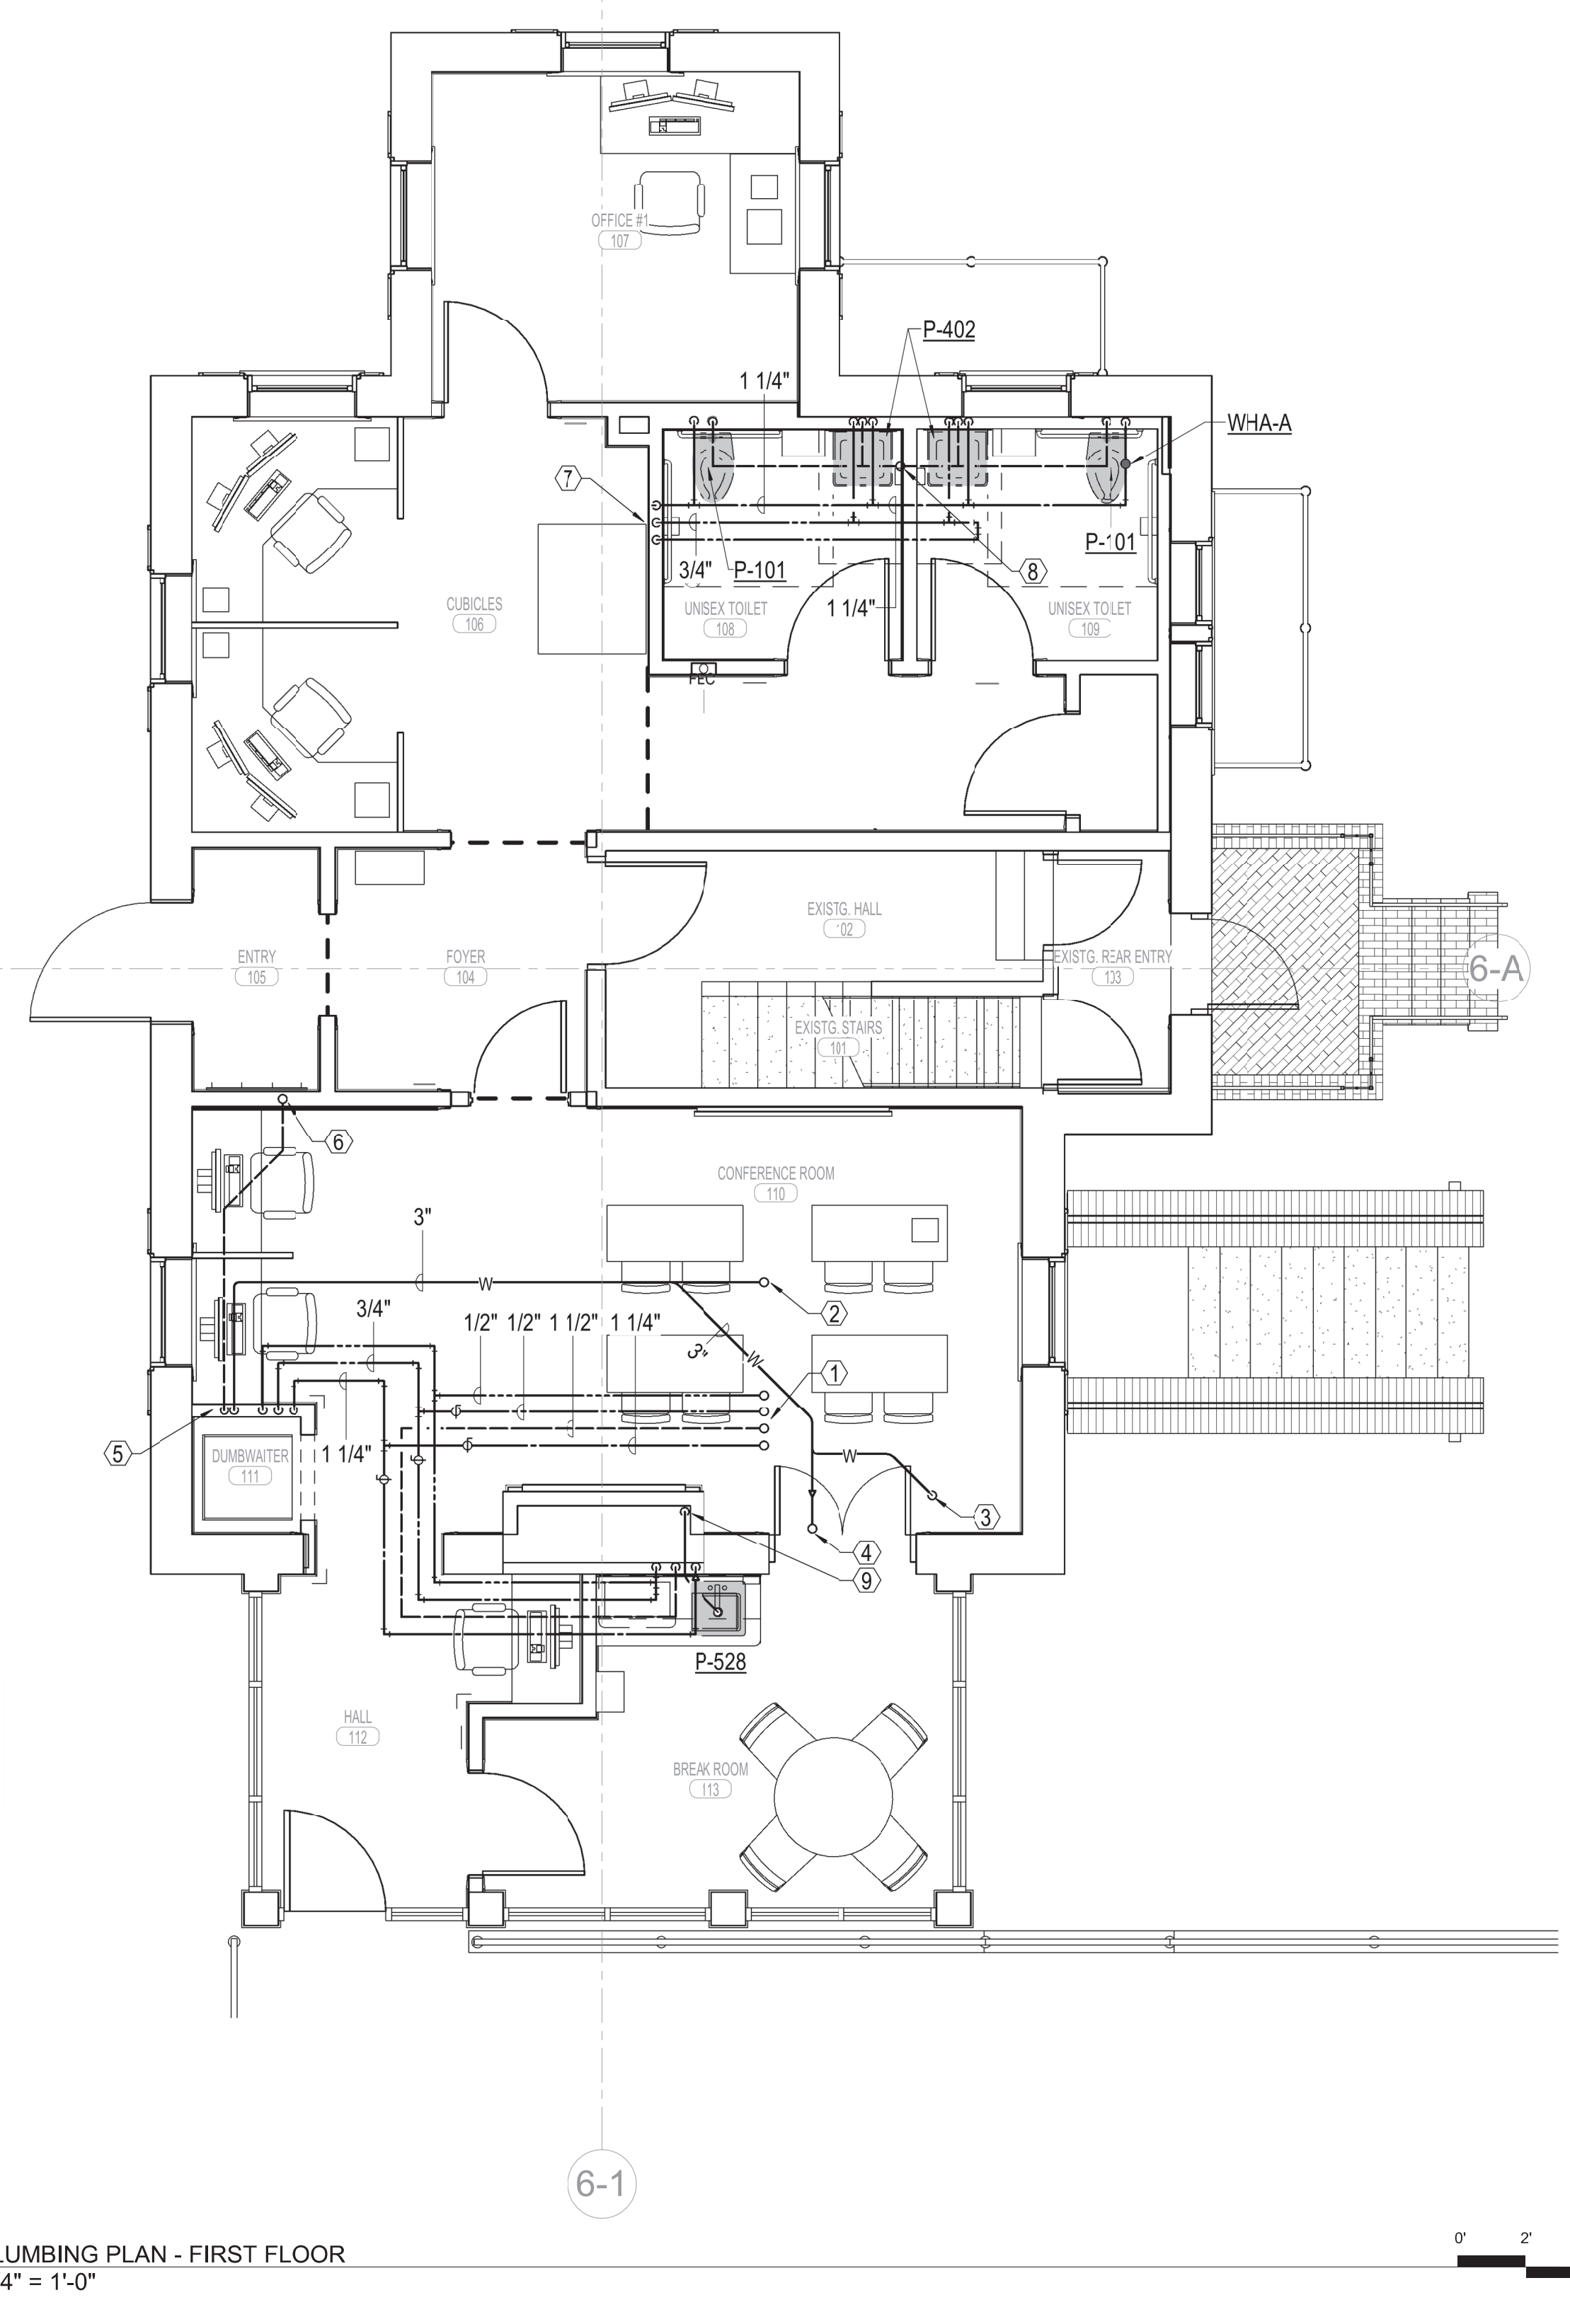 OFFICE #1
107
P-402
1 1/4"
WHA-A
7
P-101
8
3/4"
P-101
CUBICLES
106
UNISEX TOILET
108
1 1/4"
UNISEX TOILET
109
FEC
EXISTG. HALL
102
ENTRY
105
FOYER
104
EXISTG. REAR ENTRY
103
6-A
EXISTG. STAIRS
101
6
CONFERENCE ROOM
110
3"
W
2
3/4"
1/2" 1/2" 1 1/2" 1 1/4"
3"
W
1
5
DUMBWAITER
111
1 1/4"
W
3
4
9
P-528
HALL
112
BREAK ROOM
113
6-1
LUMBING PLAN - FIRST FLOOR
4" = 1'-0"
0' 2'